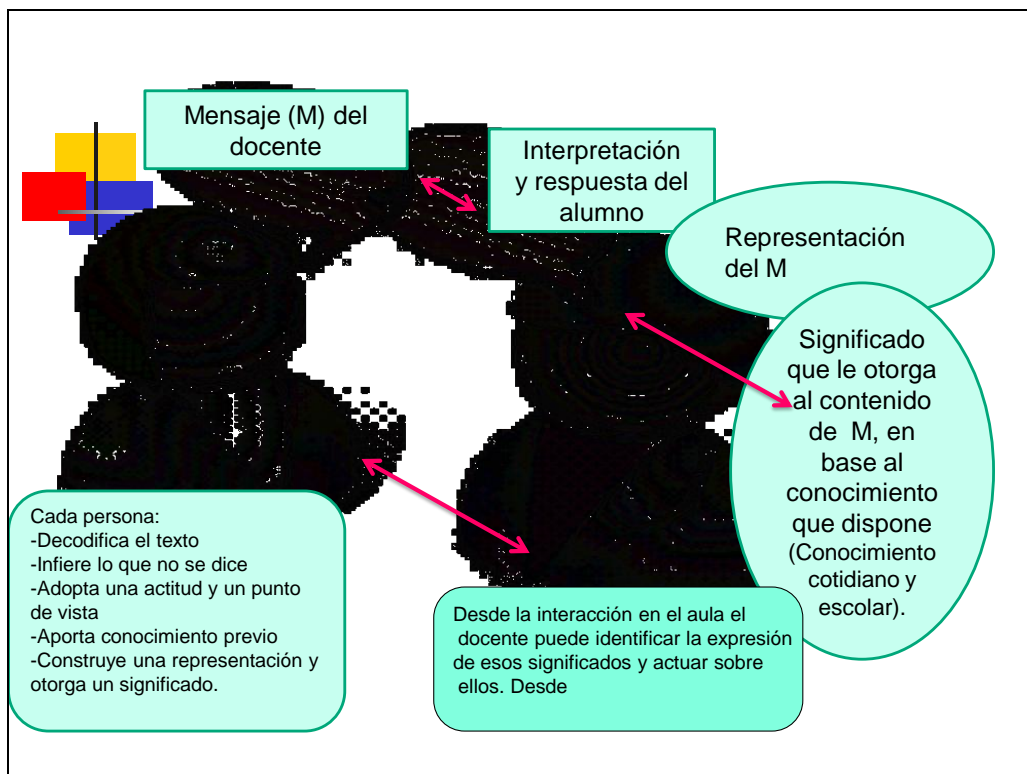 Mensaje (M) del
docente
Interpretación
y respuesta del
alumno
Representación
del M
Significado
que le otorga
al contenido
de M, en
base al
conocimiento
que dispone
(Conocimiento
cotidiano y
escolar).
Cada persona:
-Decodifica el texto
-Infiere lo que no se dice
-Adopta una actitud y un punto
de vista
-Aporta conocimiento previo
-Construye una representación y
otorga un significado.
Desde la interacción en el aula el
docente puede identificar la expresión
de esos significados y actuar sobre
ellos. Desde